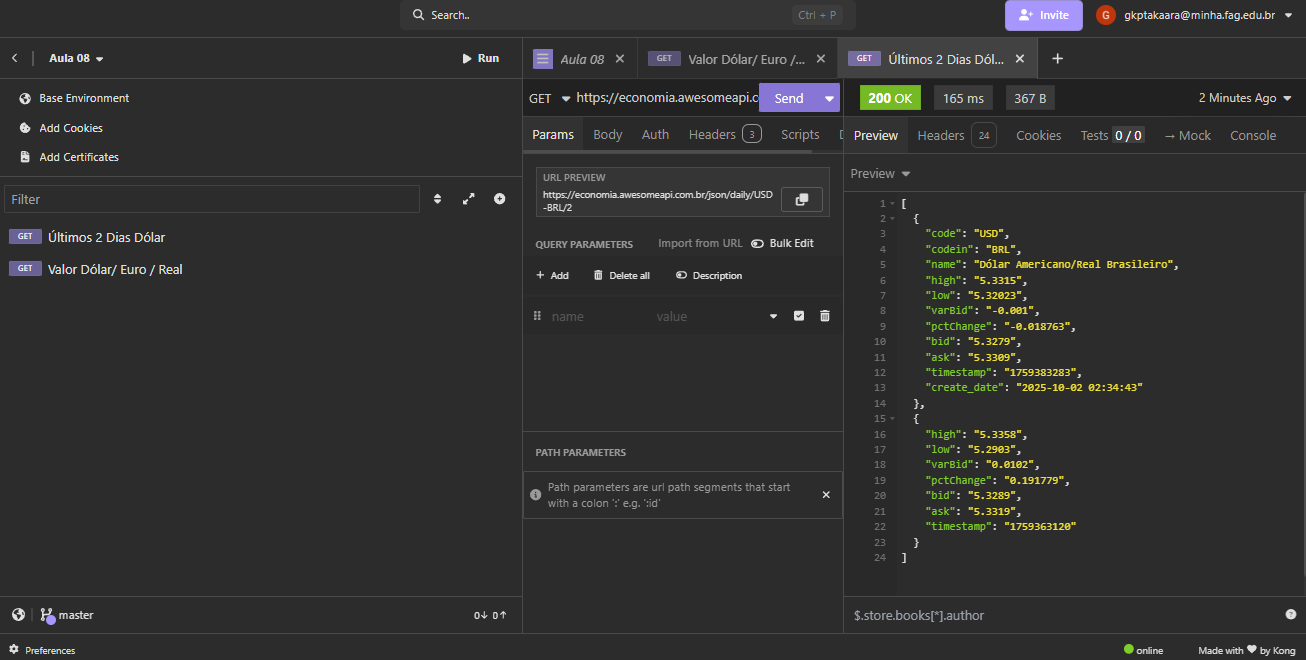 Search..
Ctrl + P
Invite
G
gkptakaara@minha.fag.edu.br
Aula 08
Run
Base Environment
Add Cookies
Add Certificates
Filter
GET Últimos 2 Dias Dólar
GET Valor Dólar/ Euro / Real
master
0 0
Preferences
Aula 08
GET Valor Dólar/ Euro /...
GET Últimos 2 Dias Dól...
GET https://economia.awesomeapi.c
Send
Params Body Auth Headers 3 Scripts
URL PREVIEW
https://economia.awesomeapi.com.br/json/daily/USD
-BRL/2
QUERY PARAMETERS Import from URL Bulk Edit
Add Delete all Description
name value
PATH PARAMETERS
Path parameters are url path segments that start
with a colon ':' e.g. ':id'
200 OK 165 ms 367 B 2 Minutes Ago
Preview Headers 24 Cookies Tests 0 / 0 → Mock Console
Preview
1 [
2 {
3 "code": "USD",
4 "codein": "BRL",
5 "name": "Dólar Americano/Real Brasileiro",
6 "high": "5.3315",
7 "low": "5.32023",
8 "varBid": "-0.001",
9 "pctChange": "-0.018763",
10 "bid": "5.3279",
11 "ask": "5.3309",
12 "timestamp": "1759383283",
13 "create_date": "2025-10-02 02:34:43"
14 },
15 {
16 "high": "5.3358",
17 "low": "5.2903",
18 "varBid": "0.0102",
19 "pctChange": "0.191779",
20 "bid": "5.3289",
21 "ask": "5.3319",
22 "timestamp": "1759363120"
23 }
24 ]
$.store.books[*].author
online
Made with ❤ by Kong